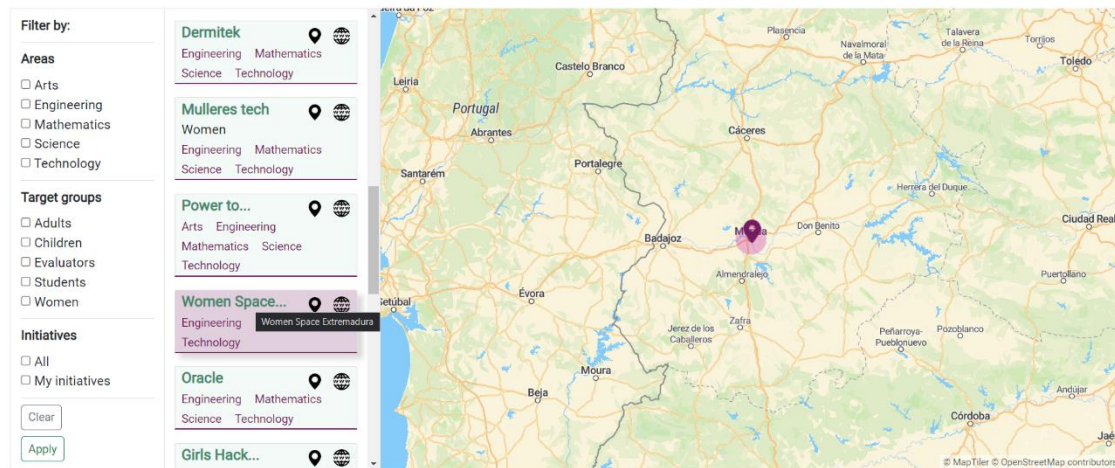 Filter by:
Areas
Arts
Engineering
Mathematics
Science
Technology
Target groups
Adults
Children
Evaluators
Students
Women
Initiatives
All
My initiatives
Clear
Apply
Dermitek
Engineering Mathematics
Science Technology
Mulleres tech
Women
Engineering Mathematics
Science Technology
Power to...
Arts Engineering
Mathematics Science
Technology
Women Space...
Engineering
Women Space Extremadura
Technology
Oracle
Engineering Mathematics
Science Technology
Girls Hack...
Plasencia
Navalmoral
de la Mata
Talavera
de la Reina
Torrijos
Toledo
Castelo Branco
Leiria
Portugal
Abrantes
Cáceres
Portalegre
Santarém
Herrera del Duque
Ciudad Real
Don Benito
Badajoz
Almendralejo
Puertollano
Évora
Setúbal
Zafra
Jerez de los
Caballeros
Peñarroya-
Pueblonuevo
Pozoblanco
Moura
Beja
Andújar
Córdoba
© MapTiler © OpenStreetMap contributors